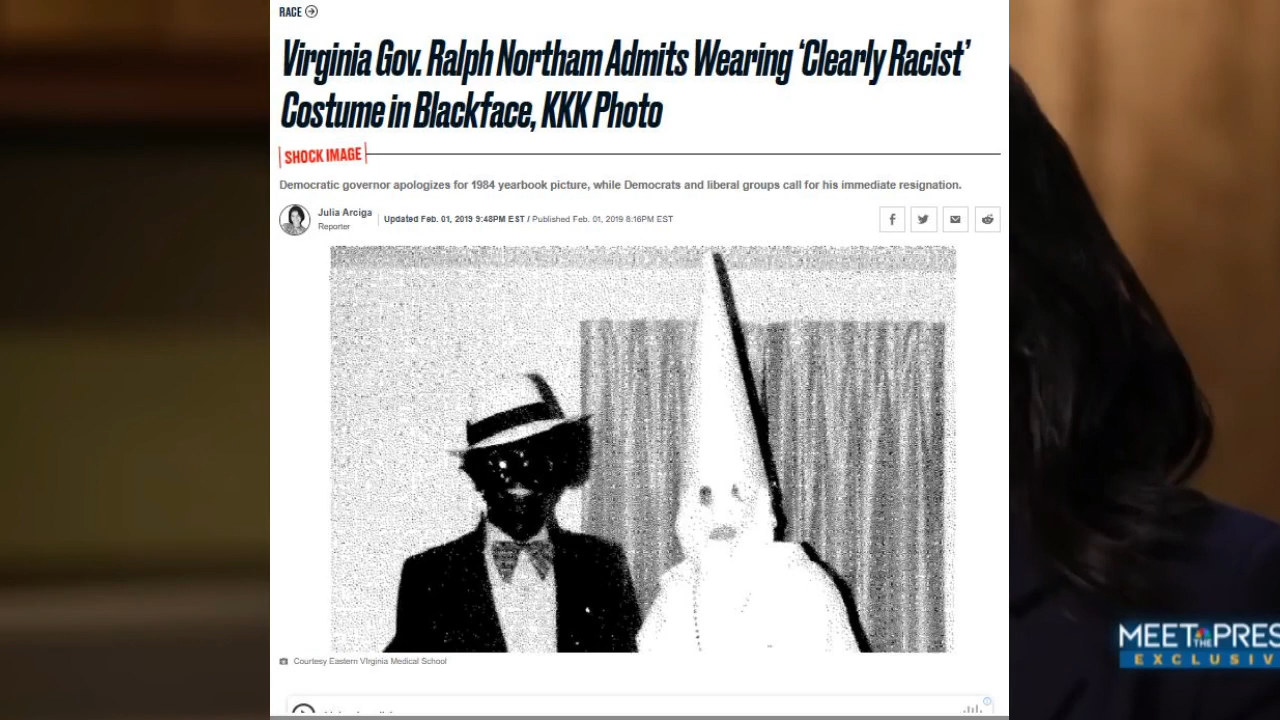 RACE
Virginia Gov. Ralph Northam Admits Wearing ‘Clearly Racist’
Costume in Blackface, KKK Photo
SHOCK IMAGE
Democratic governor apologizes for 1984 yearbook picture, while Democrats and liberal groups call for his immediate resignation.
Julia Arciga
Reporter
Updated Feb. 01, 2019 9:48PM EST / Published Feb. 01, 2019 8:16PM EST
Courtesy Eastern Virginia Medical School
MEET THE PRES
EXCLUSIV